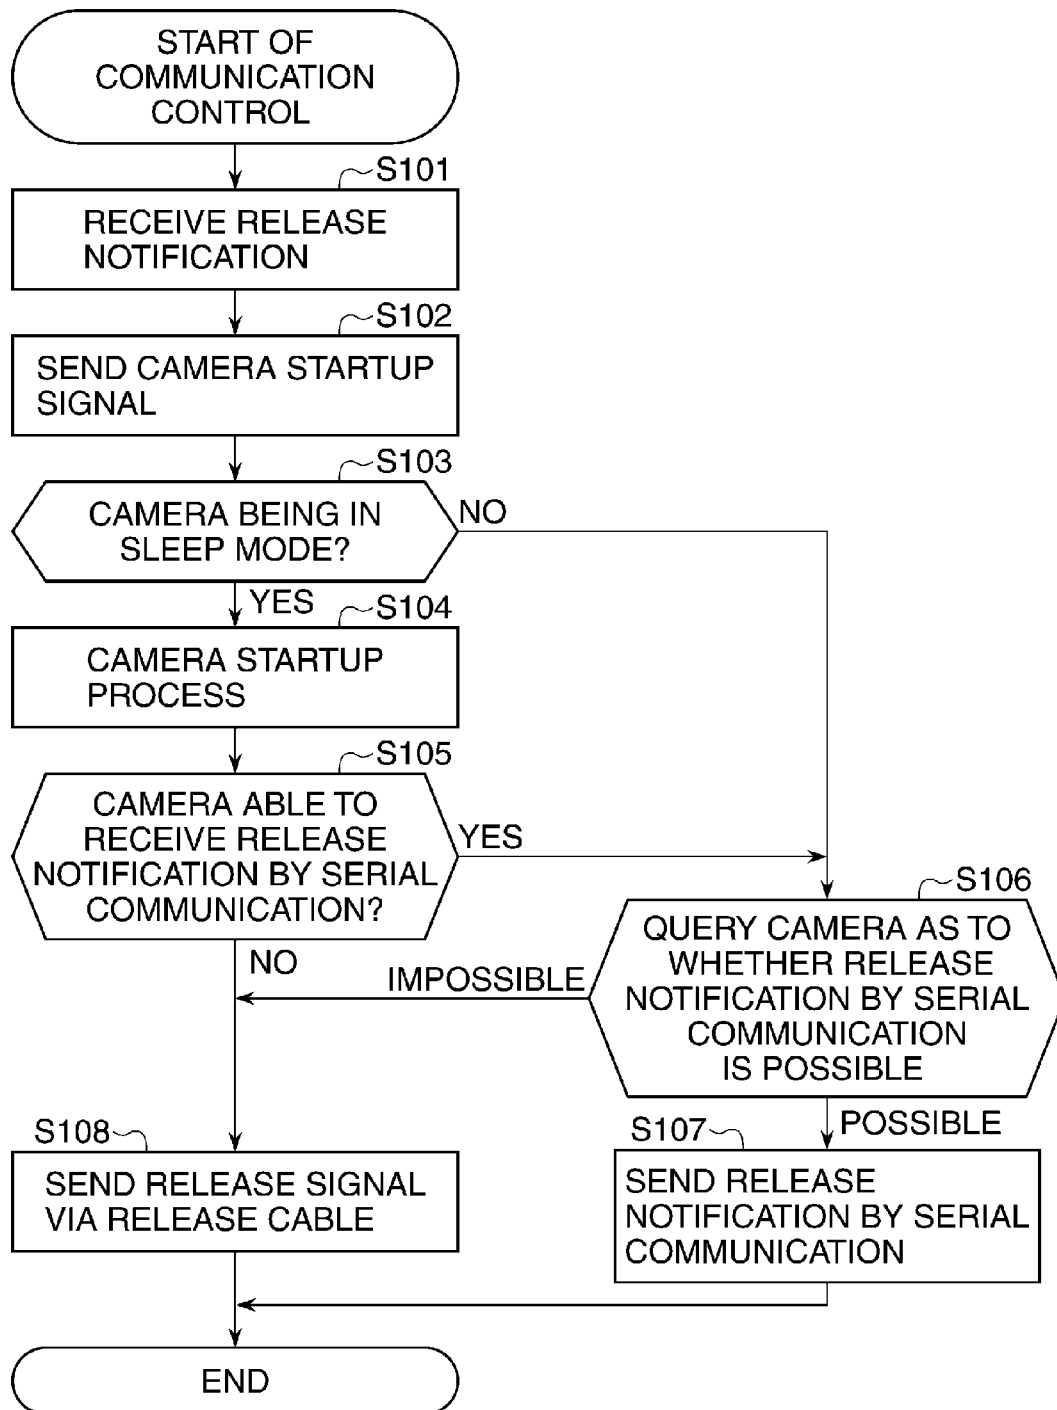 START OF
COMMUNICATION
CONTROL
S101
RECEIVE RELEASE
NOTIFICATION
S102
SEND CAMERA STARTUP
SIGNAL
S103
CAMERA BEING IN
SLEEP MODE?
NO
YES
S104
CAMERA STARTUP
PROCESS
S105
CAMERA ABLE TO
RECEIVE RELEASE
NOTIFICATION BY SERIAL
COMMUNICATION?
YES
NO
S106
QUERY CAMERA AS TO
WHETHER RELEASE
NOTIFICATION BY SERIAL
COMMUNICATION
IS POSSIBLE
IMPOSSIBLE
POSSIBLE
S107
SEND RELEASE
NOTIFICATION BY SERIAL
COMMUNICATION
S108
SEND RELEASE SIGNAL
VIA RELEASE CABLE
END